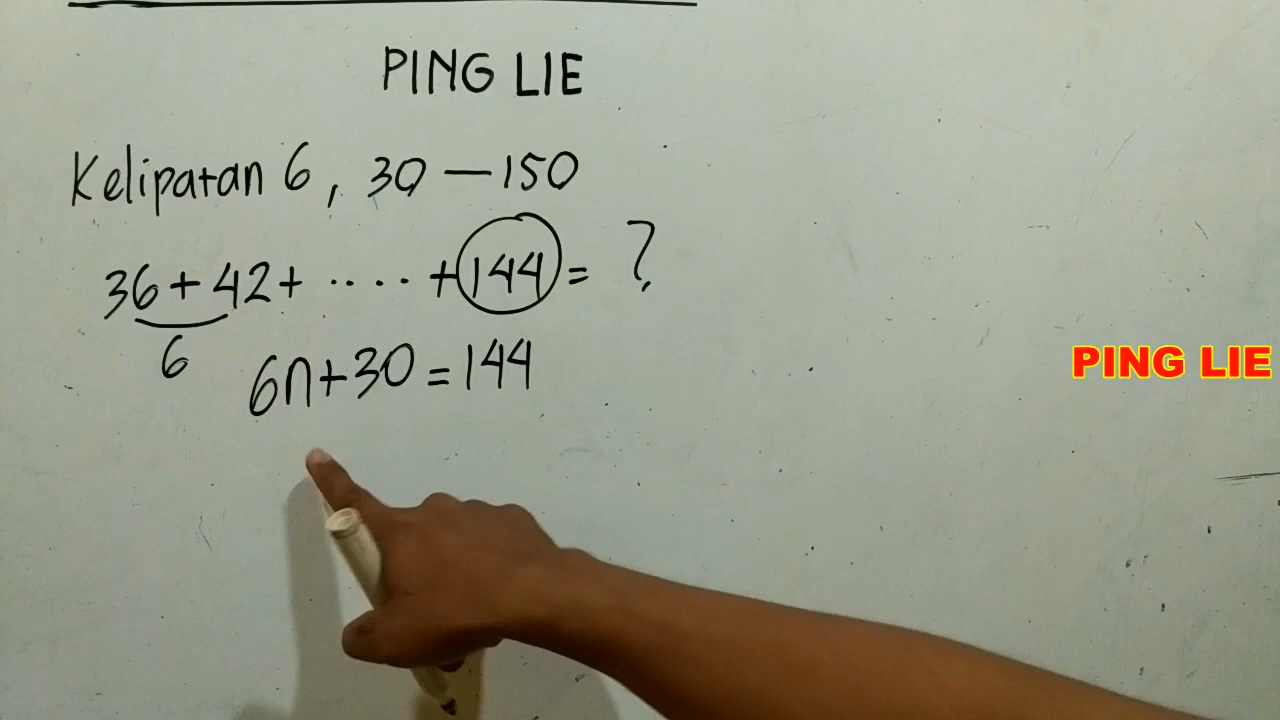 PING LIE
Kelipatan 6, 30 — 150
36 + 42 + ..... + 144 = ?
6
6n + 30 = 144
PING LIE